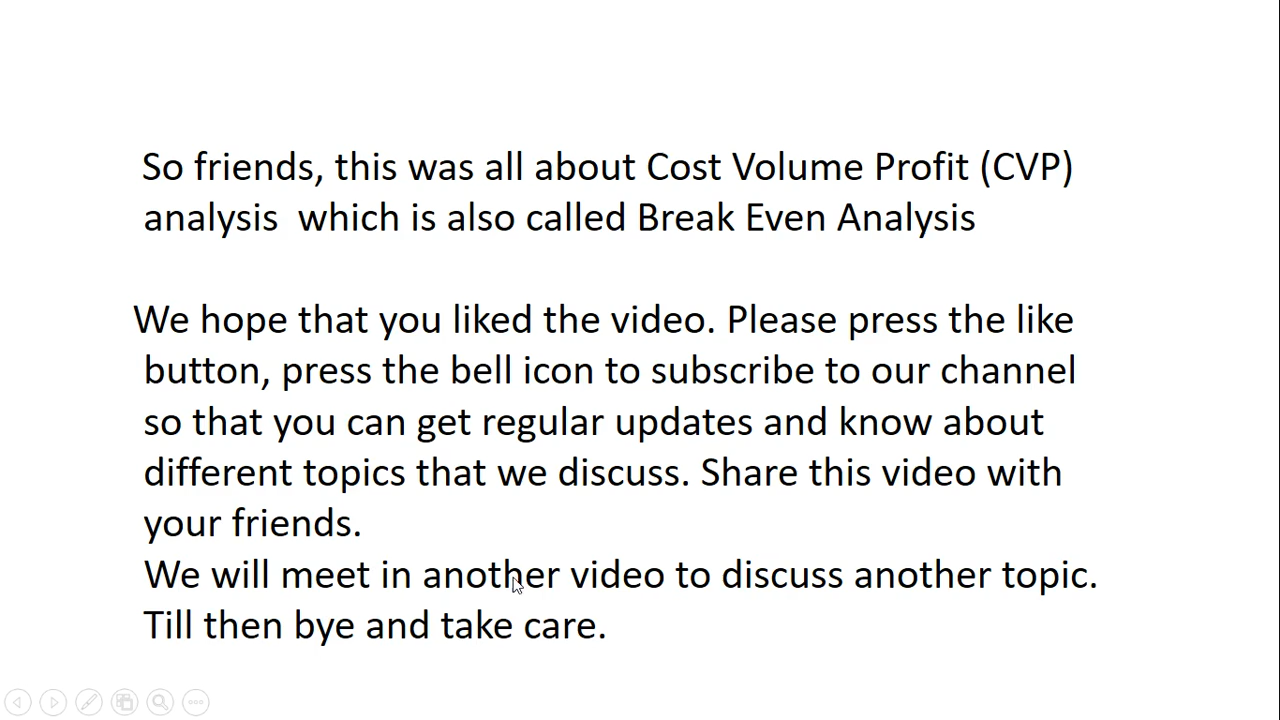 So friends, this was all about Cost Volume Profit (CVP)
analysis  which is also called Break Even Analysis
We hope that you liked the video. Please press the like
button, press the bell icon to subscribe to our channel
so that you can get regular updates and know about
different topics that we discuss. Share this video with
your friends.
We will meet in another video to discuss another topic.
Till then bye and take care.